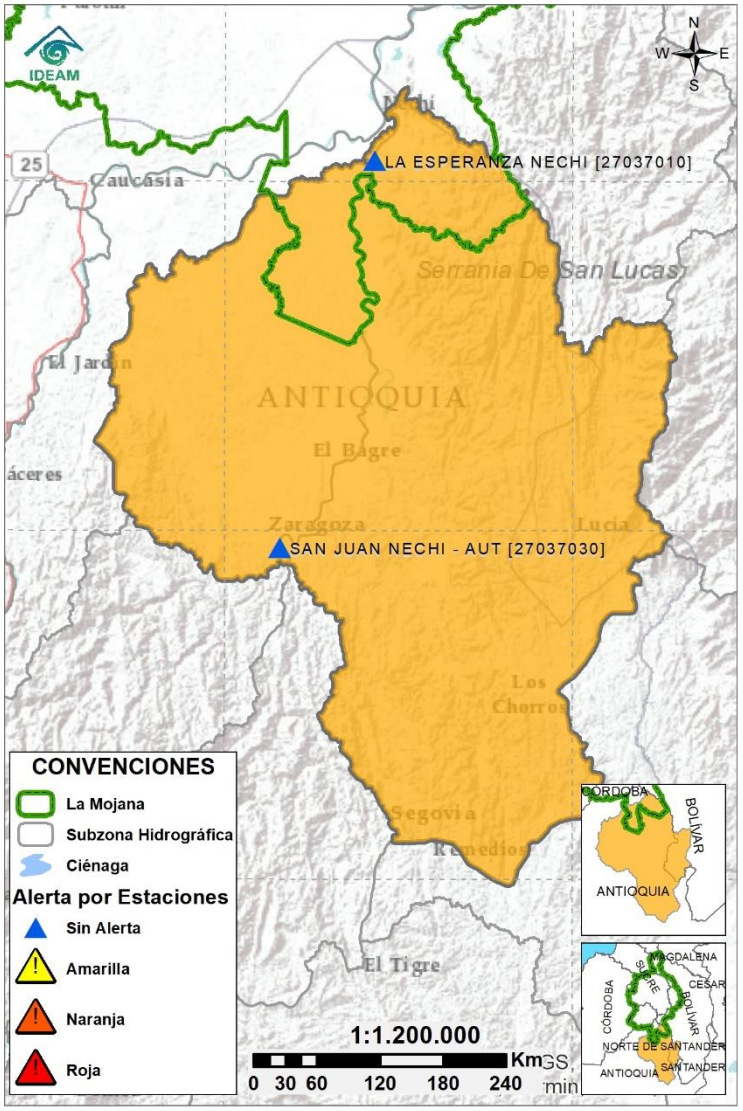 IDEAM
N
W E
S
Nechí
LA ESPERANZA NECHI [27037010]
25
Caucasia
Serranía De San Lucas
El Jardín
ANTIOQUIA
El Bagre
áceres
Zaragoza
Lucia
SAN JUAN NECHI - AUT [27037030]
Los
Chorros
Segovia
Remedios
El Tigre
CONVENCIONES
La Mojana
Subzona Hidrográfica
Ciénaga
Alerta por Estaciones
Sin Alerta
Amarilla
Naranja
Roja
1:1.200.000
Km
GS
0 30 60 120 180 240
min
CÓRDOBA
BOLÍVAR
ANTIOQUIA
MAGDALENA
SUCRE
CESAR
CÓRDOBA
BOLÍVAR
NORTE DE SANTANDER
SANTANDER
ANTIOQUIA